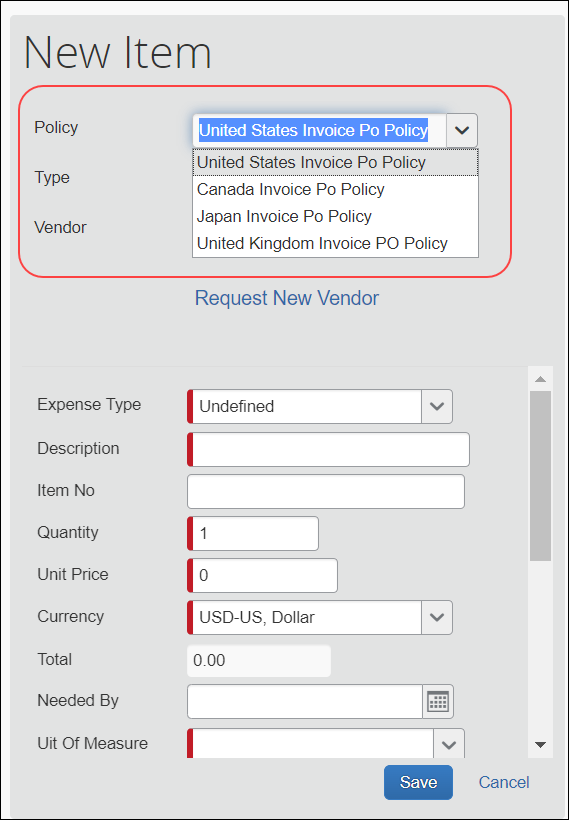 New Item
Policy
United States Invoice Po Policy
United States Invoice Po Policy
Canada Invoice Po Policy
Japan Invoice Po Policy
United Kingdom Invoice PO Policy
Type
Vendor
Request New Vendor
Expense Type Undefined
Description
Item No
Quantity 1
Unit Price 0
Currency USD-US, Dollar
Total 0.00
Needed By
Uit Of Measure
Save Cancel